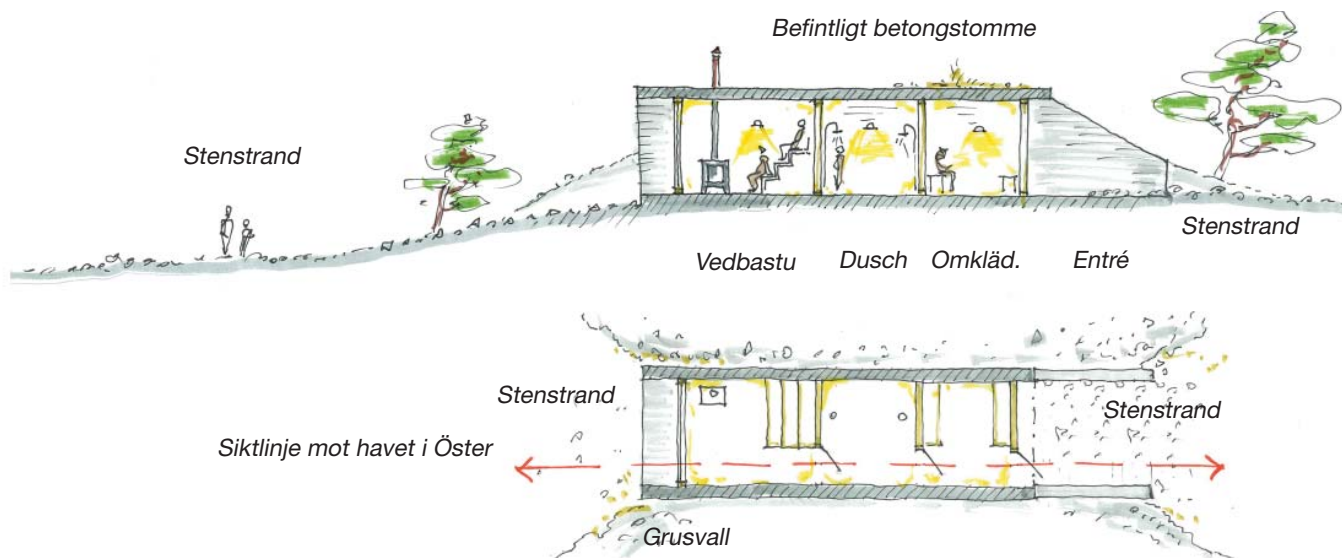 Befintligt betongstomme
Stenstrand
Stenstrand
Vedbastu Dusch Omkläd. Entré
Stenstrand
Stenstrand
Siktlinje mot havet i Öster
Grusvall